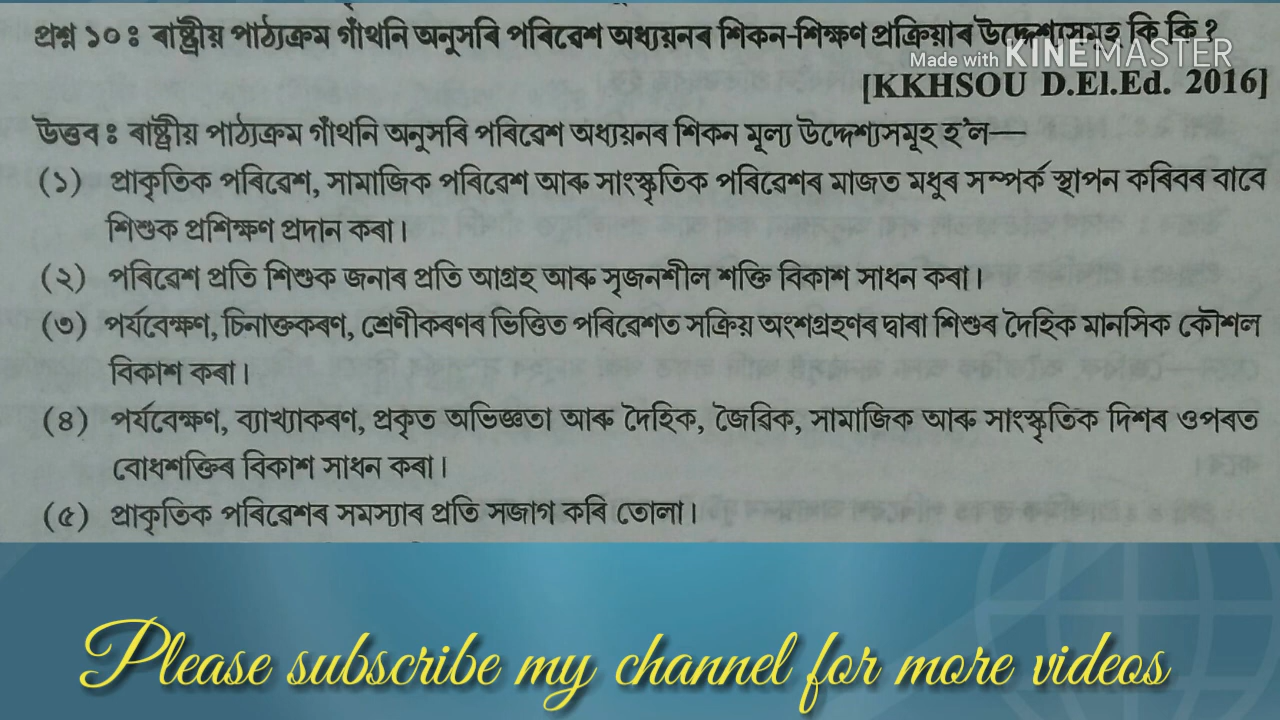 প্ৰশ্ন ১০ : ৰাষ্ট্ৰীয় পাঠ্যক্ৰম গাঁথনি অনুসৰি পৰিৱেশ অধ্যয়নৰ শিকন-শিক্ষণ প্ৰক্ৰিয়াৰ উদ্দেশ্যসমূহ কি কি ?
Made with KINEMASTER
[KKHSOU D.El.Ed. 2016]
উত্তৰ : ৰাষ্ট্ৰীয় পাঠ্যক্ৰম গাঁথনি অনুসৰি পৰিৱেশ অধ্যয়নৰ শিকন মূল্য উদ্দেশ্যসমূহ হ'ল—
(১) প্ৰাকৃতিক পৰিৱেশ, সামাজিক পৰিৱেশ আৰু সাংস্কৃতিক পৰিৱেশৰ মাজত মধুৰ সম্পৰ্ক স্থাপন কৰিবৰ বাবে
শিশুক প্ৰশিক্ষণ প্ৰদান কৰা।
(২) পৰিৱেশ প্ৰতি শিশুক জনাৰ প্ৰতি আগ্ৰহ আৰু সৃজনশীল শক্তি বিকাশ সাধন কৰা।
(৩) পৰ্যবেক্ষণ, চিনাক্তকৰণ, শ্ৰেণীকৰণৰ ভিত্তিত পৰিৱেশত সক্ৰিয় অংশগ্ৰহণৰ দ্বাৰা শিশুৰ দৈহিক মানসিক কৌশল
বিকাশ কৰা।
(৪) পৰ্যবেক্ষণ, ব্যাখ্যাকৰণ, প্ৰকৃত অভিজ্ঞতা আৰু দৈহিক, জৈৱিক, সামাজিক আৰু সাংস্কৃতিক দিশৰ ওপৰত
বোধশক্তিৰ বিকাশ সাধন কৰা।
(৫) প্ৰাকৃতিক পৰিৱেশৰ সমস্যাৰ প্ৰতি সজাগ কৰি তোলা।
Please subscribe my channel for more videos